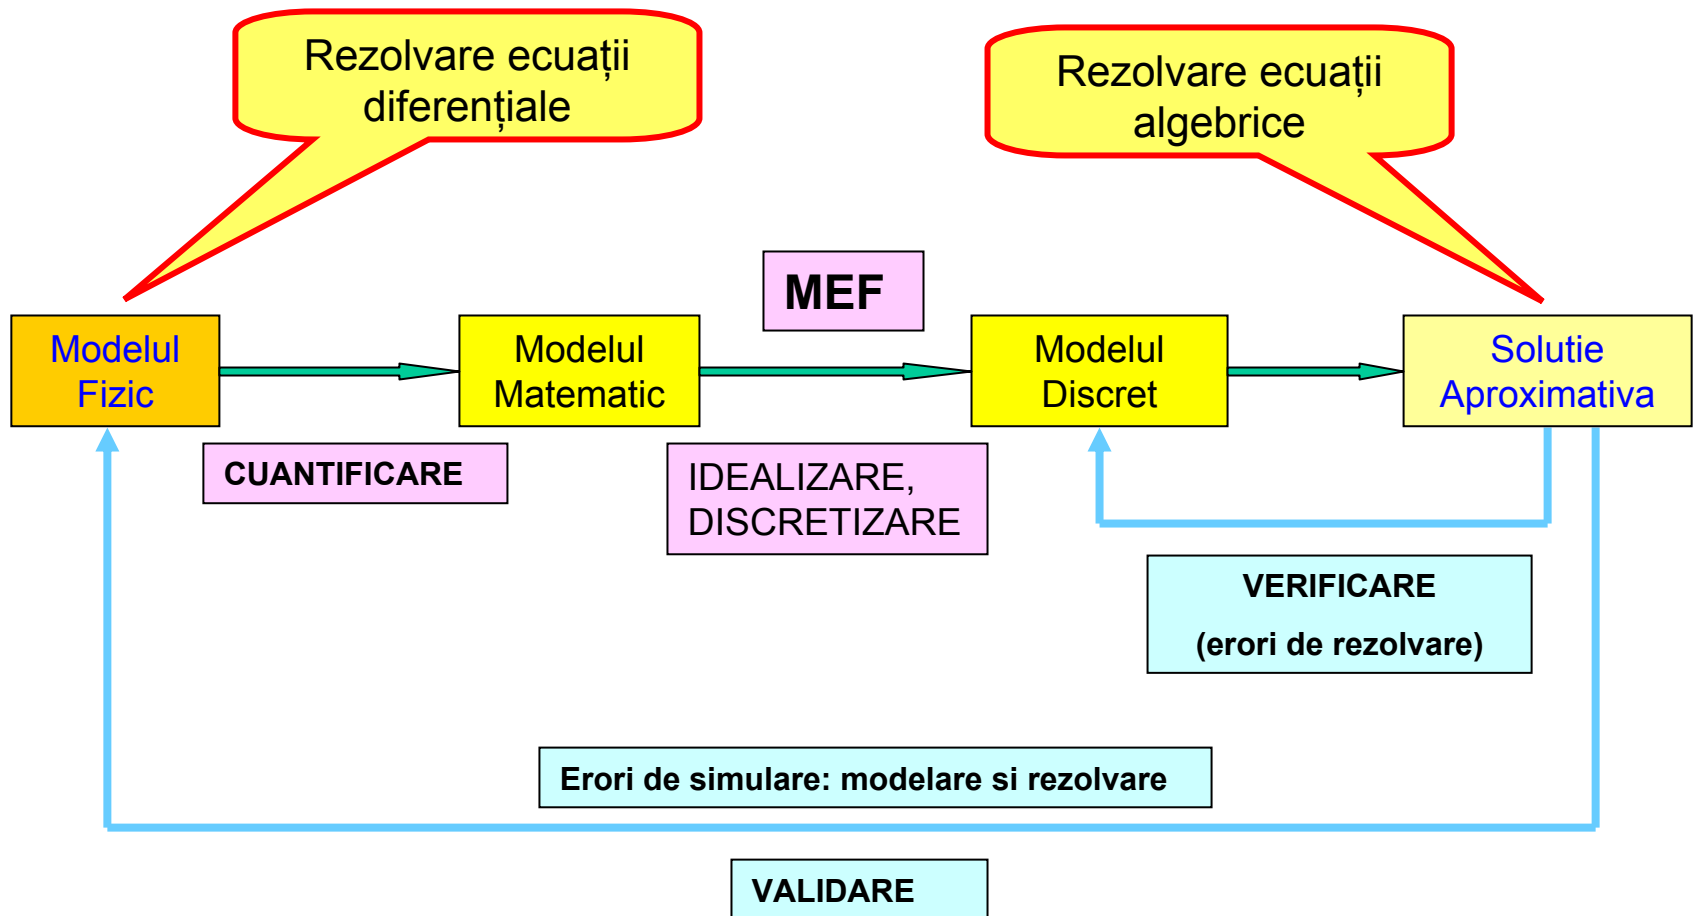 Rezolvare ecuații
diferențiale
Rezolvare ecuații
algebrice
MEF
Modelul
Fizic
Modelul
Matematic
Modelul
Discret
Solutie
Aproximativa
CUANTIFICARE
IDEALIZARE,
DISCRETIZARE
VERIFICARE
(erori de rezolvare)
Erori de simulare: modelare si rezolvare
VALIDARE